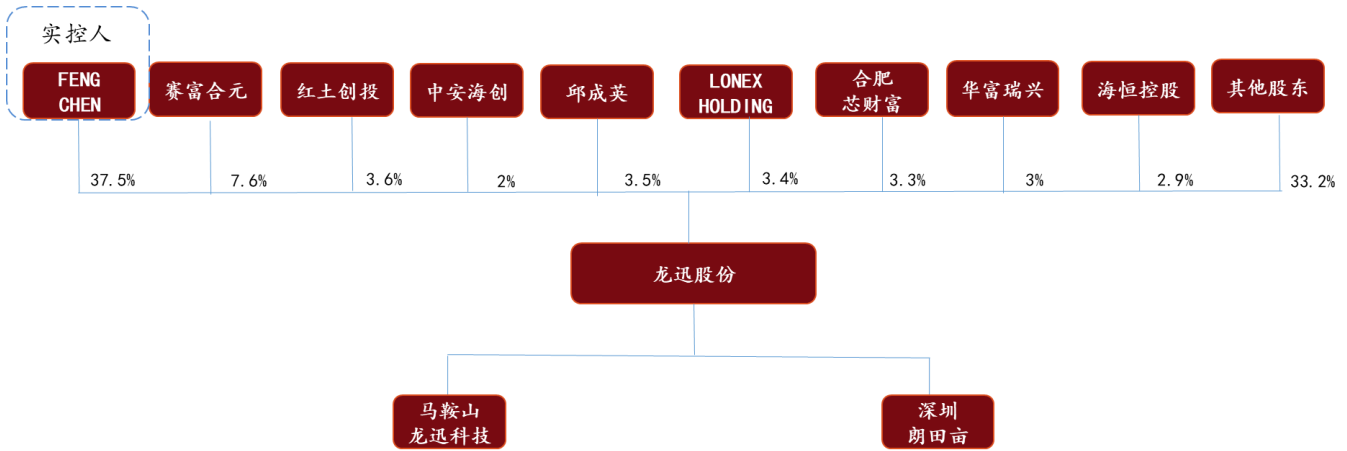 实控人
FENG
CHEN
赛富合元
红土创投
中安海创
邱成英
LONEX
HOLDING
合肥
芯财富
华富瑞兴
海恒控股
其他股东
37.5%
7.6%
3.6%
2%
3.5%
3.4%
3.3%
3%
2.9%
33.2%
龙迅股份
马鞍山
龙迅科技
深圳
朗田亩